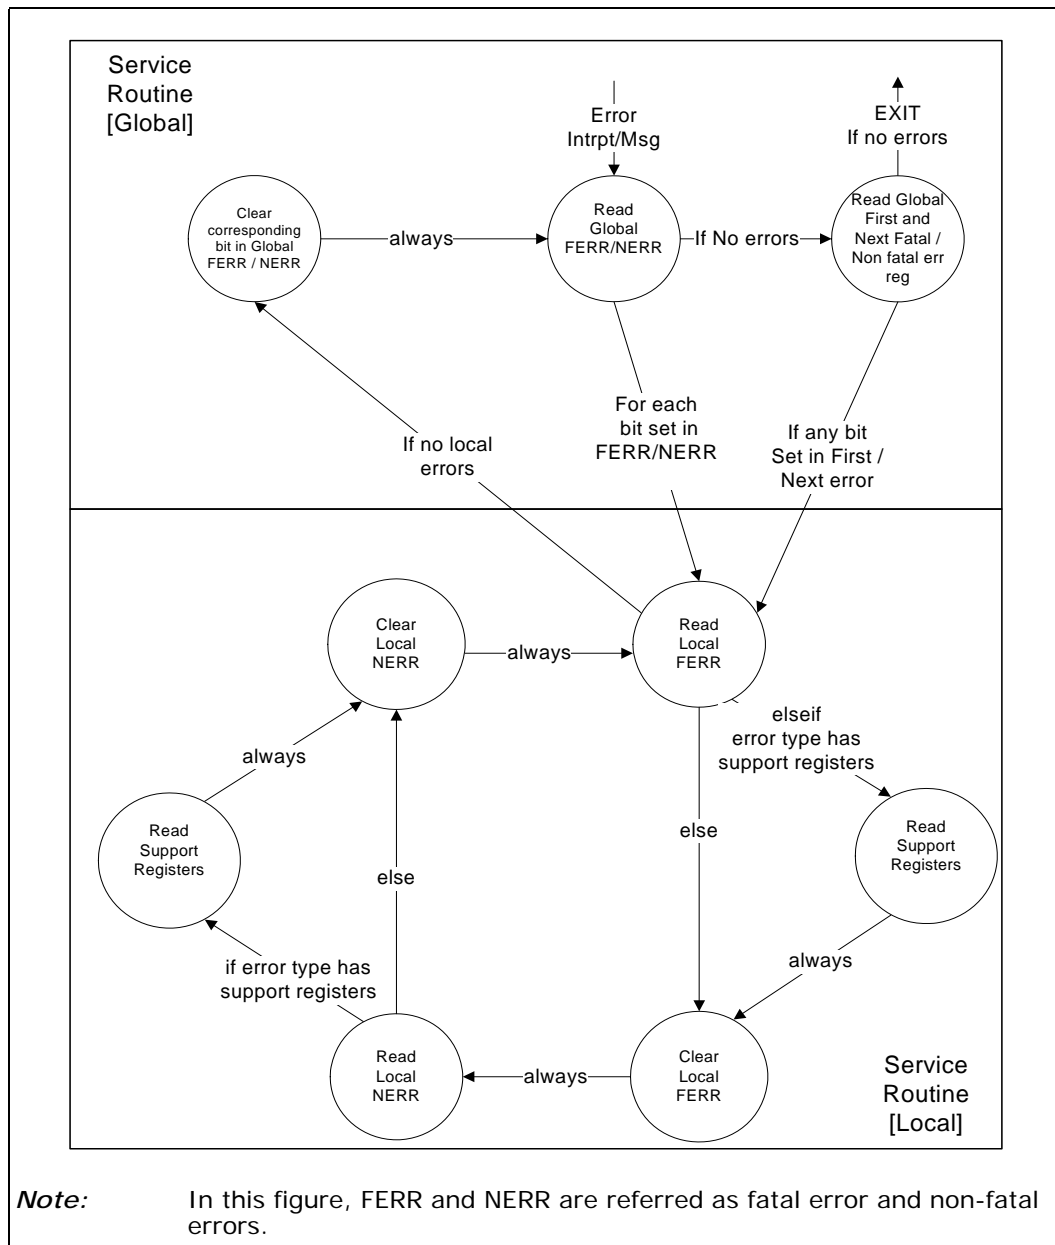 Service
Routine
[Global]
Error
Intrpt/Msg
EXIT
If no errors
Clear
corresponding
bit in Global
FERR / NERR
always
Read
Global
FERR/NERR
If No errors
Read Global
First and
Next Fatal /
Non fatal err
reg
For each
bit set in
FERR/NERR
If no local
errors
If any bit
Set in First /
Next error
Clear
Local
NERR
always
Read
Local
FERR
elseif
error type has
support registers
always
Read
Support
Registers
else
else
Read
Support
Registers
if error type has
support registers
always
Read
Local
NERR
always
Clear
Local
FERR
Service
Routine
[Local]
Note: In this figure, FERR and NERR are referred as fatal error and non-fatal
errors.